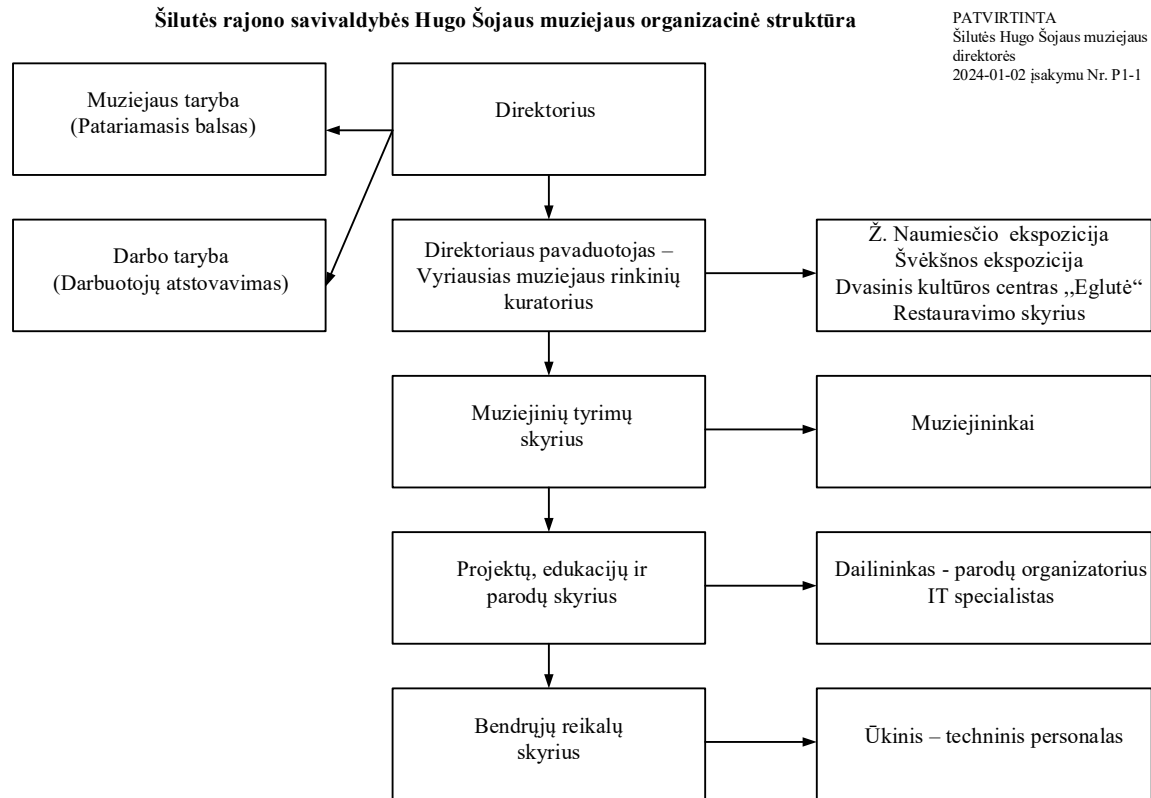 Šilutės rajono savivaldybės Hugo Šojaus muziejaus organizacinė struktūra
PATVIRTINTA
Šilutės Hugo Šojaus muziejaus
direktorės
2024-01-02 įsakymu Nr. P1-1
Muziejaus taryba
(Patariamasis balsas)
Direktorius
Darbo taryba
(Darbuotojų atstovavimas)
Direktoriaus pavaduotojas –
Vyriausias muziejaus rinkinių
kuratorius
Ž. Naumiesčio  ekspozicija
Švėkšnos ekspozicija
Dvasinis kultūros centras ,,Eglutė“
Restauravimo skyrius
Muziejinių tyrimų
skyrius
Muziejininkai
Projektų, edukacijų ir
parodų skyrius
Dailininkas - parodų organizatorius
IT specialistas
Bendrųjų reikalų
skyrius
Ūkinis – techninis personalas